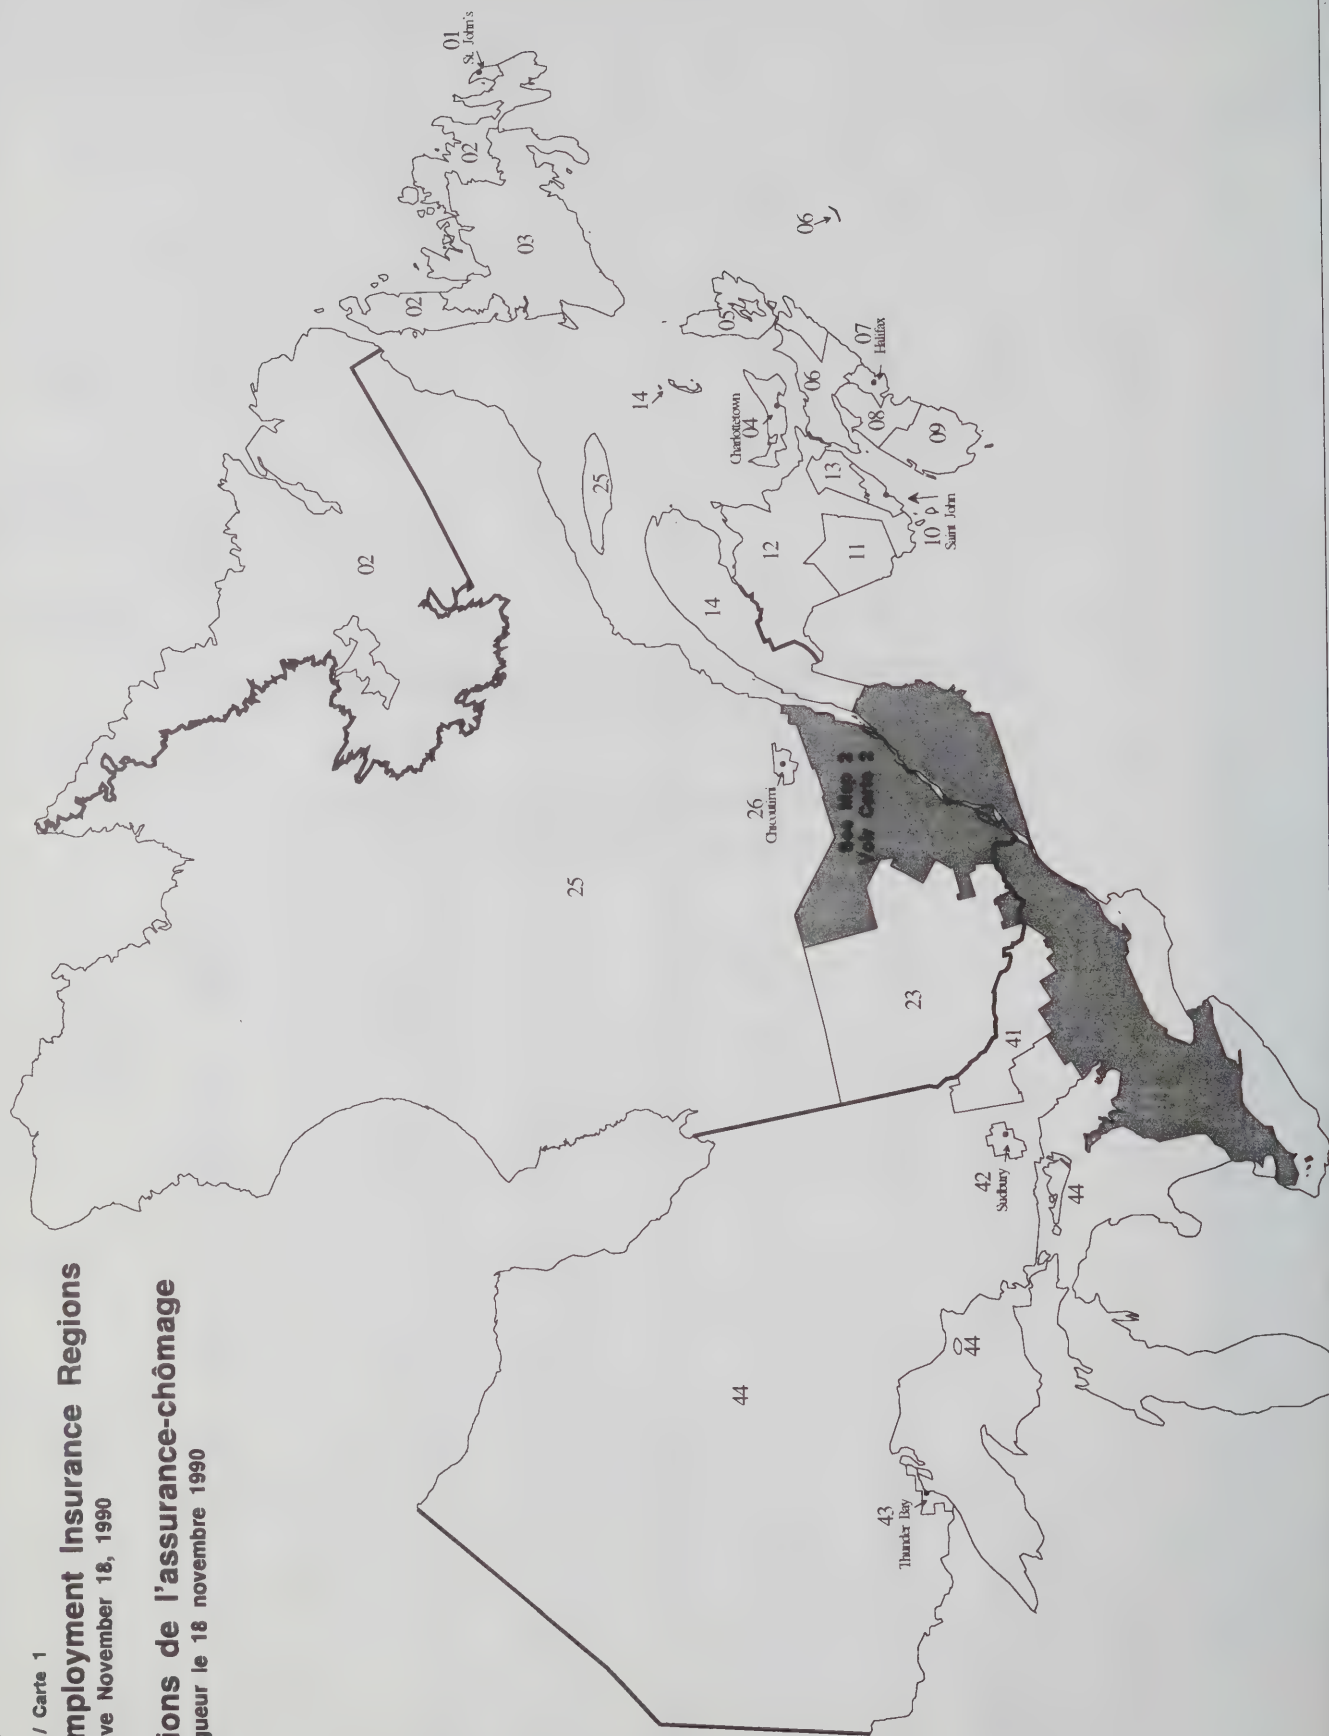 / Carte 1
mployment Insurance Regions
ve November 18, 1990
ions de l'assurance-chômage
gueur le 18 novembre 1990
01
St. John's
02
03
02
02
06
05
07
Halifax
06
08
09
14
Charlottetown
04
13
10
Saint John
25
12
11
14
26
Chicoutimi
See Map 2
Voir Carte 2
25
23
41
42
Sudbury
44
44
44
43
Thunder Bay